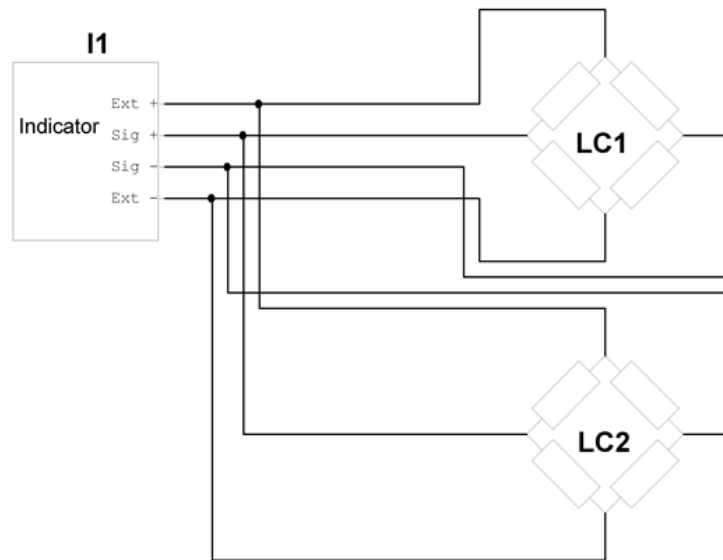 I1
Indicator
Ext +
Sig +
Sig -
Ext -
LC1
LC2